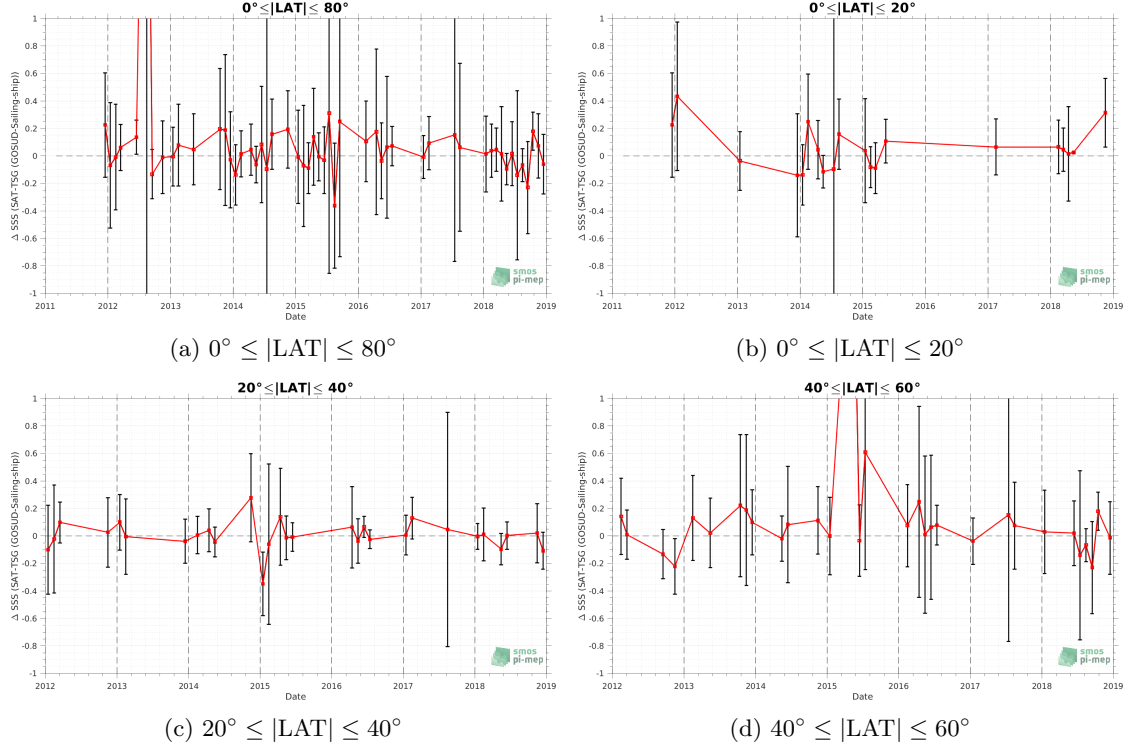 0°≤|LAT|≤ 80°
Δ SSS (SAT-TSG (GOSUD-Sailing-ship))
1
0.8
0.6
0.4
0.2
0
-0.2
-0.4
-0.6
-0.8
-1
2011 2012 2013 2014 2015 2016 2017 2018 2019
Date
smos
pi-mep
(a) 0° ≤ |LAT| ≤ 80°
0°≤|LAT|≤ 20°
Δ SSS (SAT-TSG (GOSUD-Sailing-ship))
1
0.8
0.6
0.4
0.2
0
-0.2
-0.4
-0.6
-0.8
-1
2011 2012 2013 2014 2015 2016 2017 2018 2019
Date
smos
pi-mep
(b) 0° ≤ |LAT| ≤ 20°
20°≤|LAT|≤ 40°
Δ SSS (SAT-TSG (GOSUD-Sailing-ship))
1
0.8
0.6
0.4
0.2
0
-0.2
-0.4
-0.6
-0.8
-1
2012 2013 2014 2015 2016 2017 2018 2019
Date
smos
pi-mep
(c) 20° ≤ |LAT| ≤ 40°
40°≤|LAT|≤ 60°
Δ SSS (SAT-TSG (GOSUD-Sailing-ship))
1
0.8
0.6
0.4
0.2
0
-0.2
-0.4
-0.6
-0.8
-1
2012 2013 2014 2015 2016 2017 2018 2019
Date
smos
pi-mep
(d) 40° ≤ |LAT| ≤ 60°